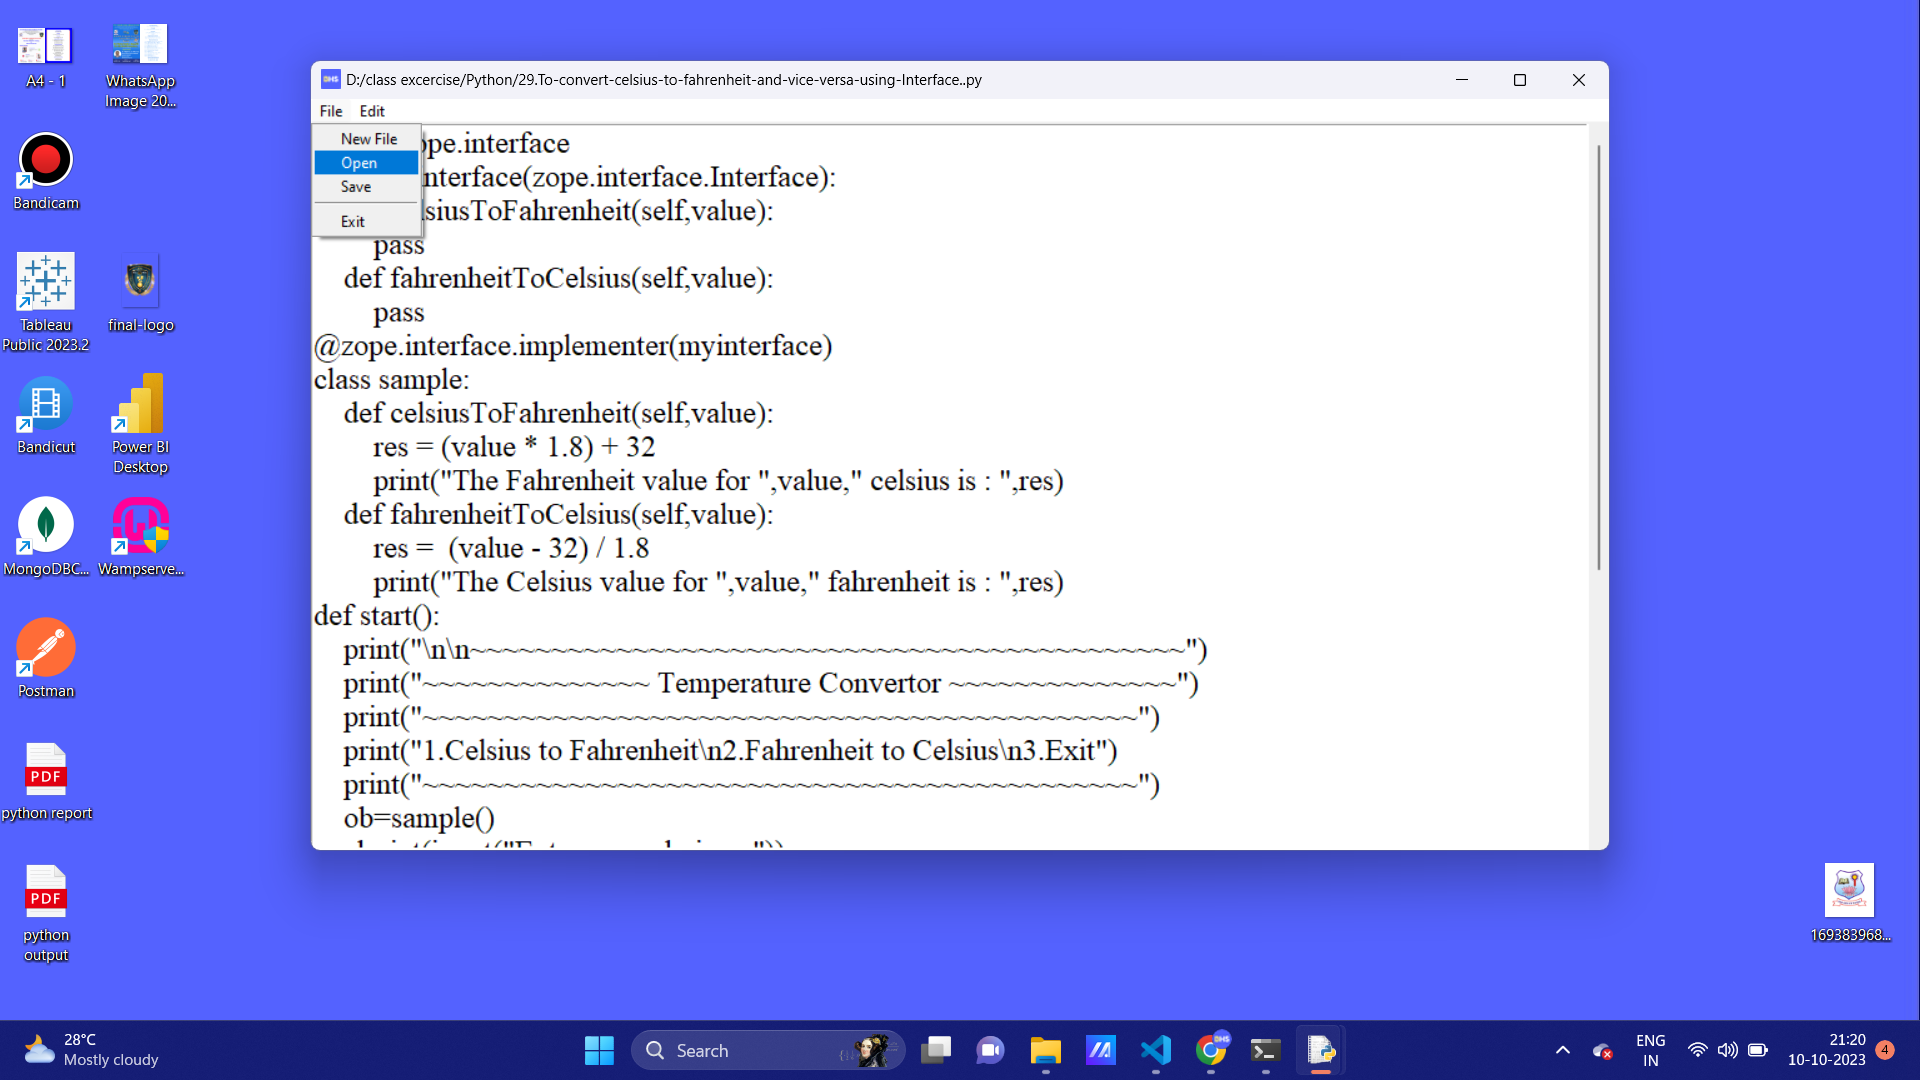 A4 - 1
WhatsApp
Image 20...
Bandicam
Tableau
Public 2023.2
final-logo
Bandicut
Power BI
Desktop
MongoDBC...
Wampserve...
Postman
PDF
python report
PDF
python
output
169383968...
DHS D:/class excercise/Python/29.To-convert-celsius-to-fahrenheit-and-vice-versa-using-Interface..py
File Edit
New File
Open
Save
Exit
pe.interface
nterface(zope.interface.Interface):
lsiusToFahrenheit(self,value):
pass
def fahrenheitToCelsius(self,value):
pass
@zope.interface.implementer(myinterface)
class sample:
def celsiusToFahrenheit(self,value):
res = (value * 1.8) + 32
print("The Fahrenheit value for ",value," celsius is : ",res)
def fahrenheitToCelsius(self,value):
res =  (value - 32) / 1.8
print("The Celsius value for ",value," fahrenheit is : ",res)
def start():
print("\n\n~~~~~~~~~~~~~~~~~~~~~~~~~~~~~~~~~~~~~~~~~~~~")
print("~~~~~~~~~~~~~~ Temperature Convertor ~~~~~~~~~~~~~~")
print("~~~~~~~~~~~~~~~~~~~~~~~~~~~~~~~~~~~~~~~~~~~~")
print("1.Celsius to Fahrenheit\n2.Fahrenheit to Celsius\n3.Exit")
print("~~~~~~~~~~~~~~~~~~~~~~~~~~~~~~~~~~~~~~~~~~~~")
ob=sample()
28°C
Mostly cloudy
Search
DHS
ENG
IN
21:20
10-10-2023
4